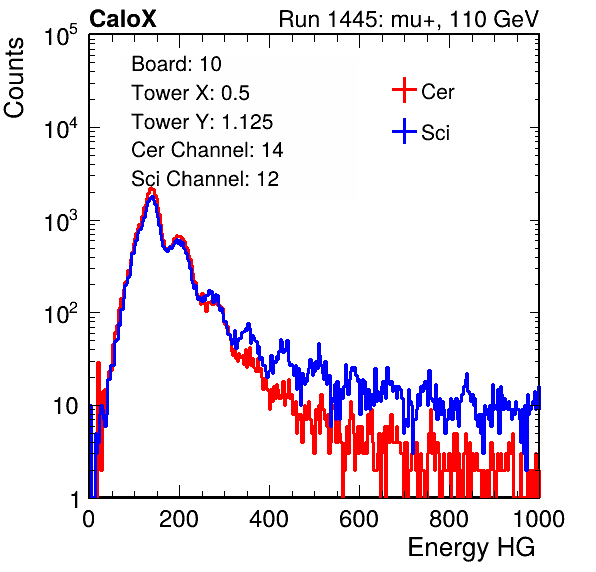 CaloX Run 1445: mu+, 110 GeV
Counts
10^5
10^4
10^3
10^2
10
1
Board: 10
Tower X: 0.5
Tower Y: 1.125
Cer Channel: 14
Sci Channel: 12
Cer
Sci
0 200 400 600 800 1000
Energy HG